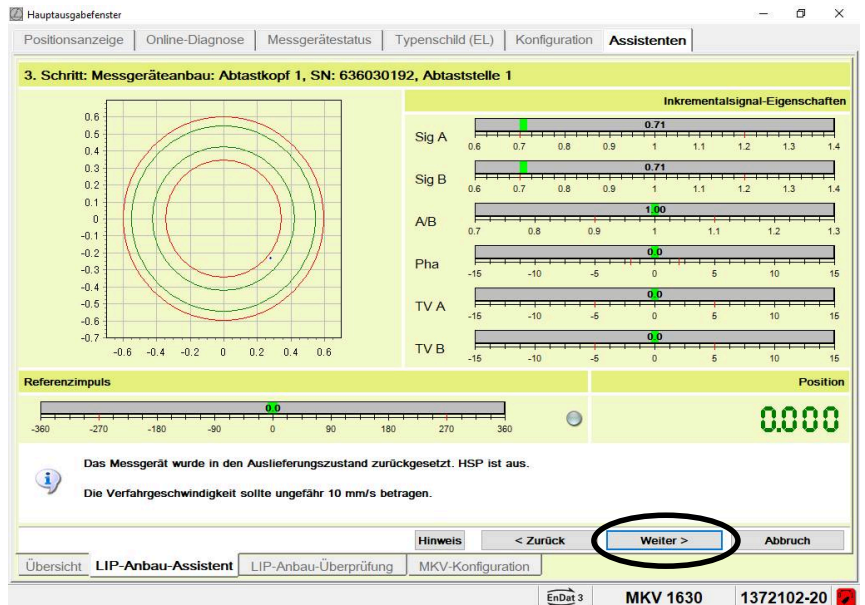 Hauptausgabefenster
Positionsanzeige Online-Diagnose Messgerätestatus Typenschild (EL) Konfiguration Assistenten
3. Schritt: Messgeräteanbau: Abtastkopf 1, SN: 636030192, Abtaststelle 1
Inkrementalsignal-Eigenschaften
0.6
0.5
0.4
0.3
0.2
0.1
0
-0.1
-0.2
-0.3
-0.4
-0.5
-0.6
-0.7
-0.6 -0.4 -0.2 0 0.2 0.4 0.6
Sig A 0.71
0.6 0.7 0.8 0.9 1 1.1 1.2 1.3 1.4
Sig B 0.71
0.6 0.7 0.8 0.9 1 1.1 1.2 1.3 1.4
A/B 1.00
0.7 0.8 0.9 1 1.1 1.2 1.3
Pha 0.0
-15 -10 -5 0 5 10 15
TV A 0.0
-15 -10 -5 0 5 10 15
TV B 0.0
-15 -10 -5 0 5 10 15
Referenzimpuls Position
0.0
-360 -270 -180 -90 0 90 180 270 360
0.000
Das Messgerät wurde in den Auslieferungszustand zurückgesetzt. HSP ist aus.
Die Verfahrgeschwindigkeit sollte ungefähr 10 mm/s betragen.
Hinweis < Zurück Weiter > Abbruch
Übersicht LIP-Anbau-Assistent LIP-Anbau-Überprüfung MKV-Konfiguration
EnDat 3 MKV 1630 1372102-20